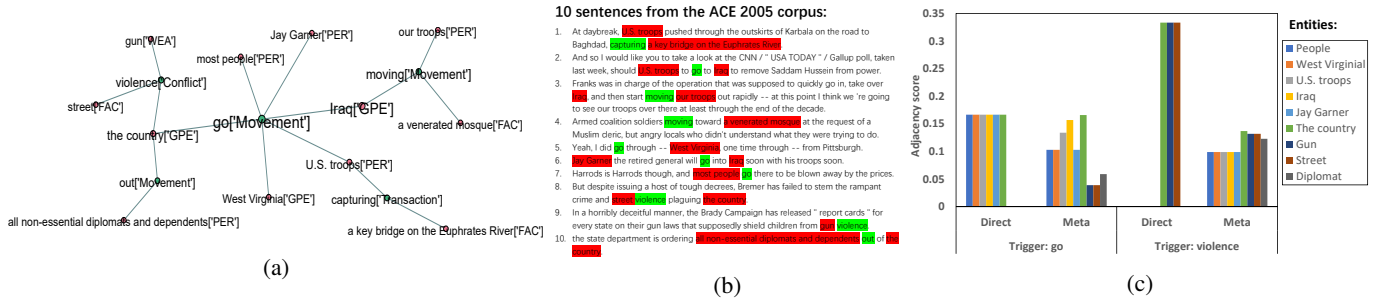 gun['WEA']
Jay Garner['PER']
our troops['PER']
most people['PER']
violence['Conflict']
moving['Movement']
street['FAC']
Iraq['GPE']
go['Movement']
a venerated mosque['FAC']
the country['GPE']
U.S. troops['PER']
out['Movement']
West Virginia['GPE']
capturing['Transaction']
all non-essential diplomats and dependents['PER']
a key bridge on the Euphrates River['FAC']
(a)
10 sentences from the ACE 2005 corpus:
1. At daybreak, U.S. troops pushed through the outskirts of Karbala on the road to
Baghdad, capturing a key bridge on the Euphrates River.
2. And so I would like you to take a look at the CNN / " USA TODAY " / Gallup poll, taken
last week, should U.S. troops to go to Iraq to remove Saddam Hussein from power.
3. Franks was in charge of the operation that was supposed to quickly go in, take over
Iraq, and then start moving our troops out rapidly -- at this point I think we 're going
to see our troops over there at least through the end of the decade.
4. Armed coalition soldiers moving toward a venerated mosque at the request of a
Muslim cleric, but angry locals who didn't understand what they were trying to do.
5. Yeah, I did go through -- West Virginia, one time through -- from Pittsburgh.
6. Jay Garner the retired general will go into Iraq soon with his troops soon.
7. Harrods is Harrods though, and most people go there to be blown away by the prices.
8. But despite issuing a host of tough decrees, Bremer has failed to stem the rampant
crime and street violence plaguing the country.
9. In a horribly deceitful manner, the Brady Campaign has released " report cards " for
every state on their gun laws that supposedly shield children from gun violence
10. the state department is ordering all non-essential diplomats and dependents out of the
country.
(b)
Adjacency score
0.35
0.3
0.25
0.2
0.15
0.1
0.05
0
Direct Meta Direct Meta
Trigger: go Trigger: violence
Entities:
People
West Virginial
U.S. troops
Iraq
Jay Garner
The country
Gun
Street
Diplomat
(c)